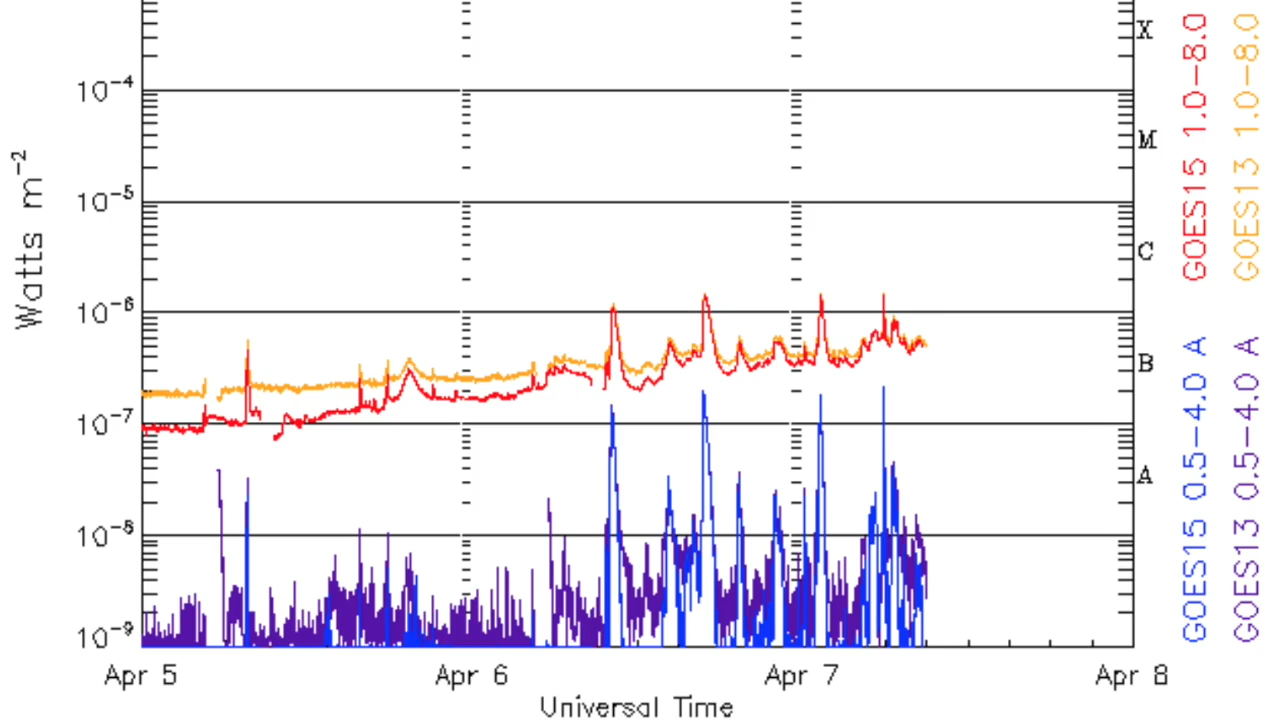 10⁻⁴
10⁻⁵
10⁻⁶
10⁻⁷
10⁻⁸
10⁻⁹
Watts m⁻²
X
M
C
B
A
Apr 5 Apr 6 Apr 7 Apr 8
Universal Time
GOES15 0.5-4.0 A GOES15 1.0-8.0
GOES13 0.5-4.0 A GOES13 1.0-8.0